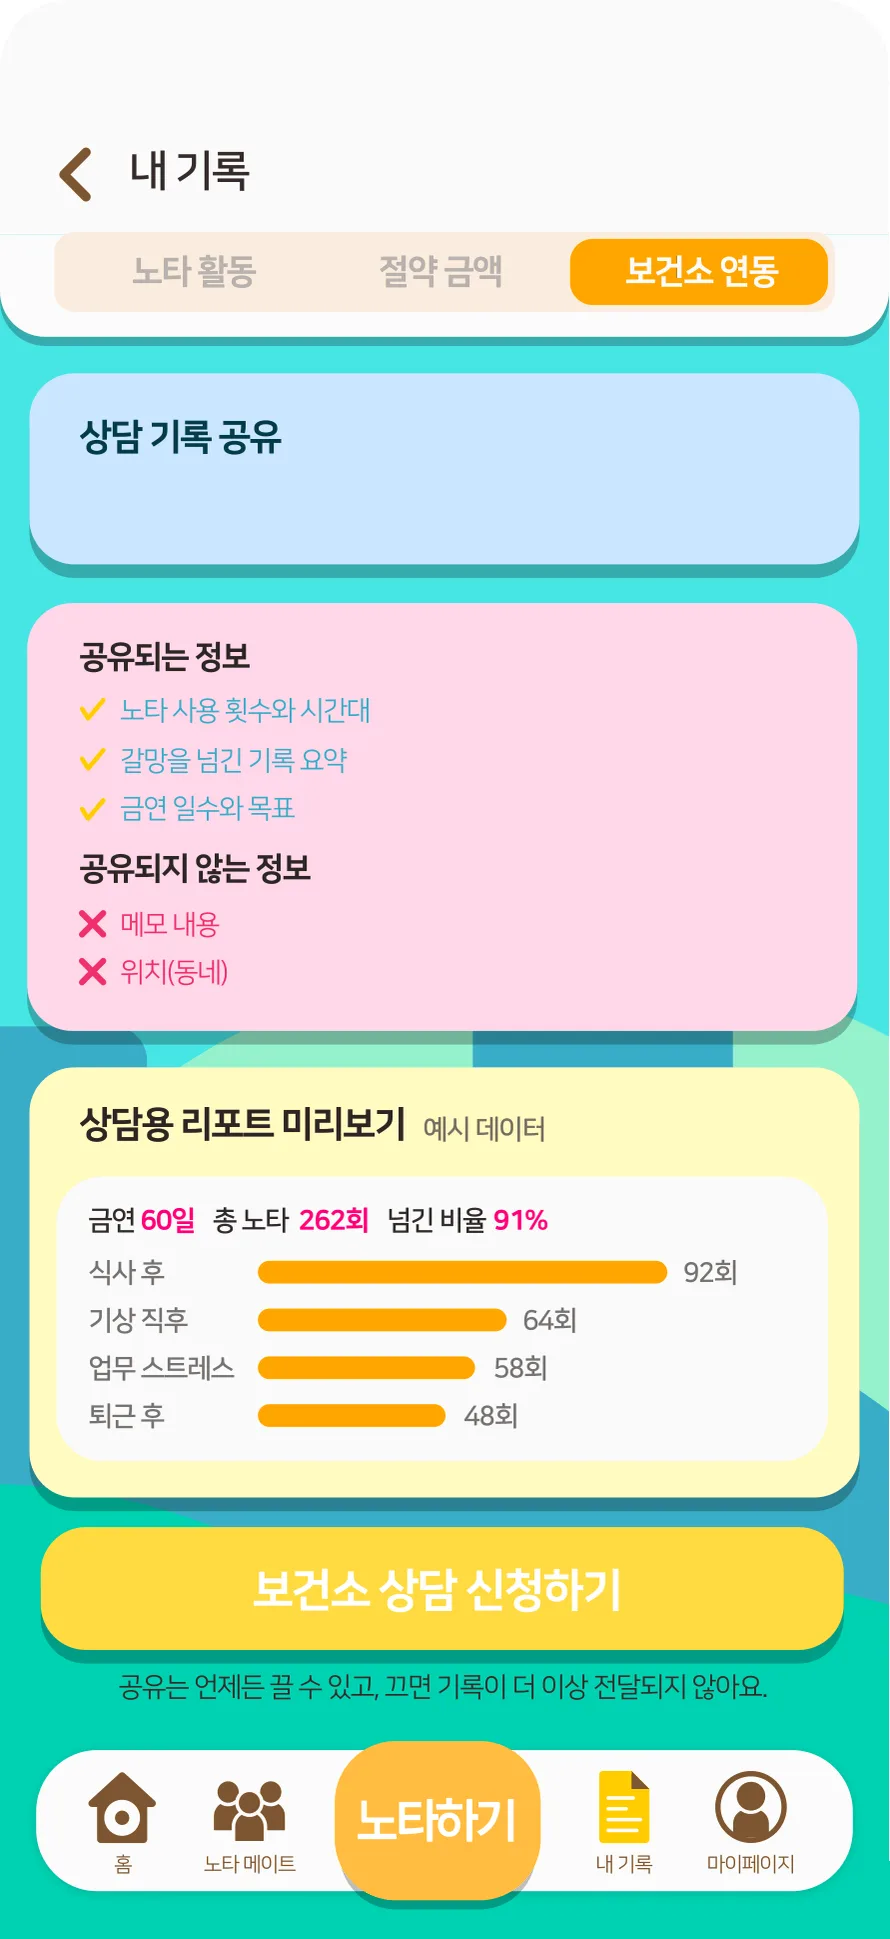 내 기록
노타 활동 절약 금액 보건소 연동
상담 기록 공유
공유되는 정보
노타 사용 횟수와 시간대
갈망을 넘긴 기록 요약
금연 일수와 목표
공유되지 않는 정보
메모 내용
위치(동네)
상담용 리포트 미리보기 예시 데이터
금연 60일 총 노타 262회 넘긴 비율 91%
식사 후 92회
기상 직후 64회
업무 스트레스 58회
퇴근 후 48회
보건소 상담 신청하기
공유는 언제든 끌 수 있고, 끄면 기록이 더 이상 전달되지 않아요.
홈 노타 메이트 노타하기 내 기록 마이페이지